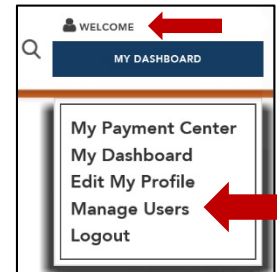 WELCOME
MY DASHBOARD
My Payment Center
My Dashboard
Edit My Profile
Manage Users
Logout